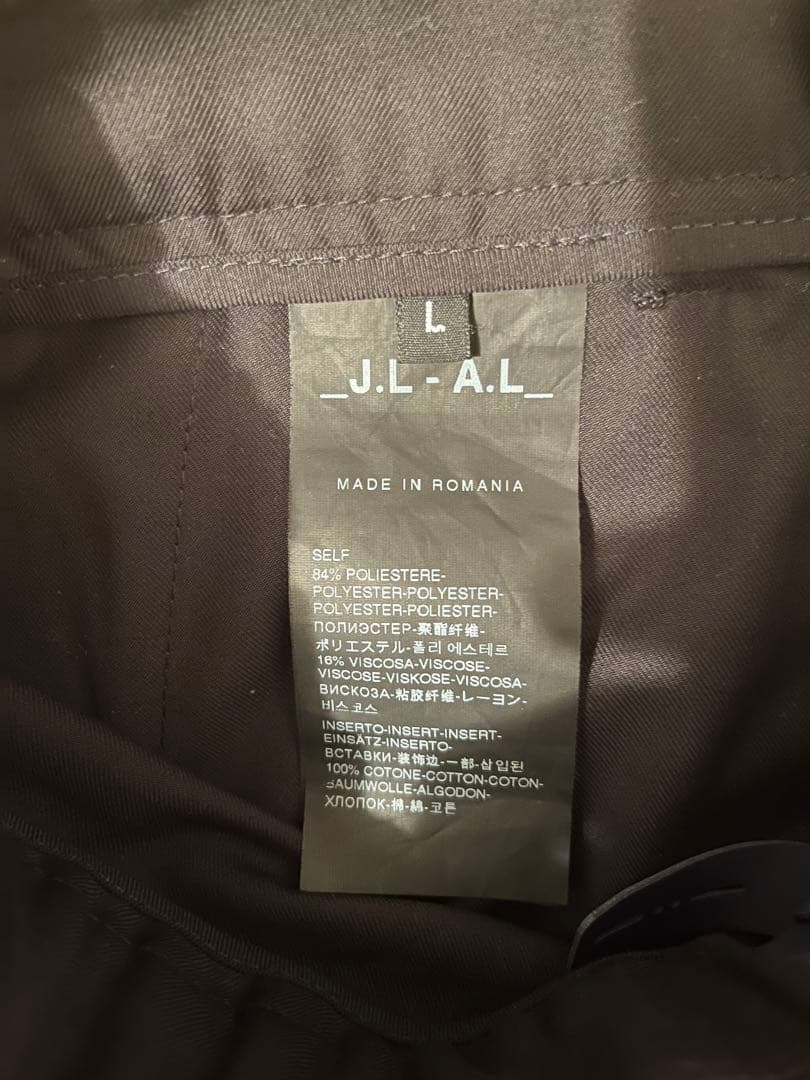 L
_J.L - A.L_
MADE IN ROMANIA
SELF
84% POLIESTERE-
POLYESTER-POLYESTER-
POLYESTER-POLIESTER-
ПОЛИЭСТЕР-聚酯纤维-
ポリエステル-폴리 에스테르
16% VISCOSA-VISCOSE-
VISCOSE-VISKOSE-VISCOSA-
ВИСКОЗА-粘胶纤维-レーヨン-
비스코스
INSERTO-INSERT-INSERT-
EINSÄTZ-INSERTO-
ВСТАВКИ-装饰边-一部-삽입된
100% COTONE-COTTON-COTON-
BAUMWOLLE-ALGODON-
ХЛОПОК-棉-綿-코튼